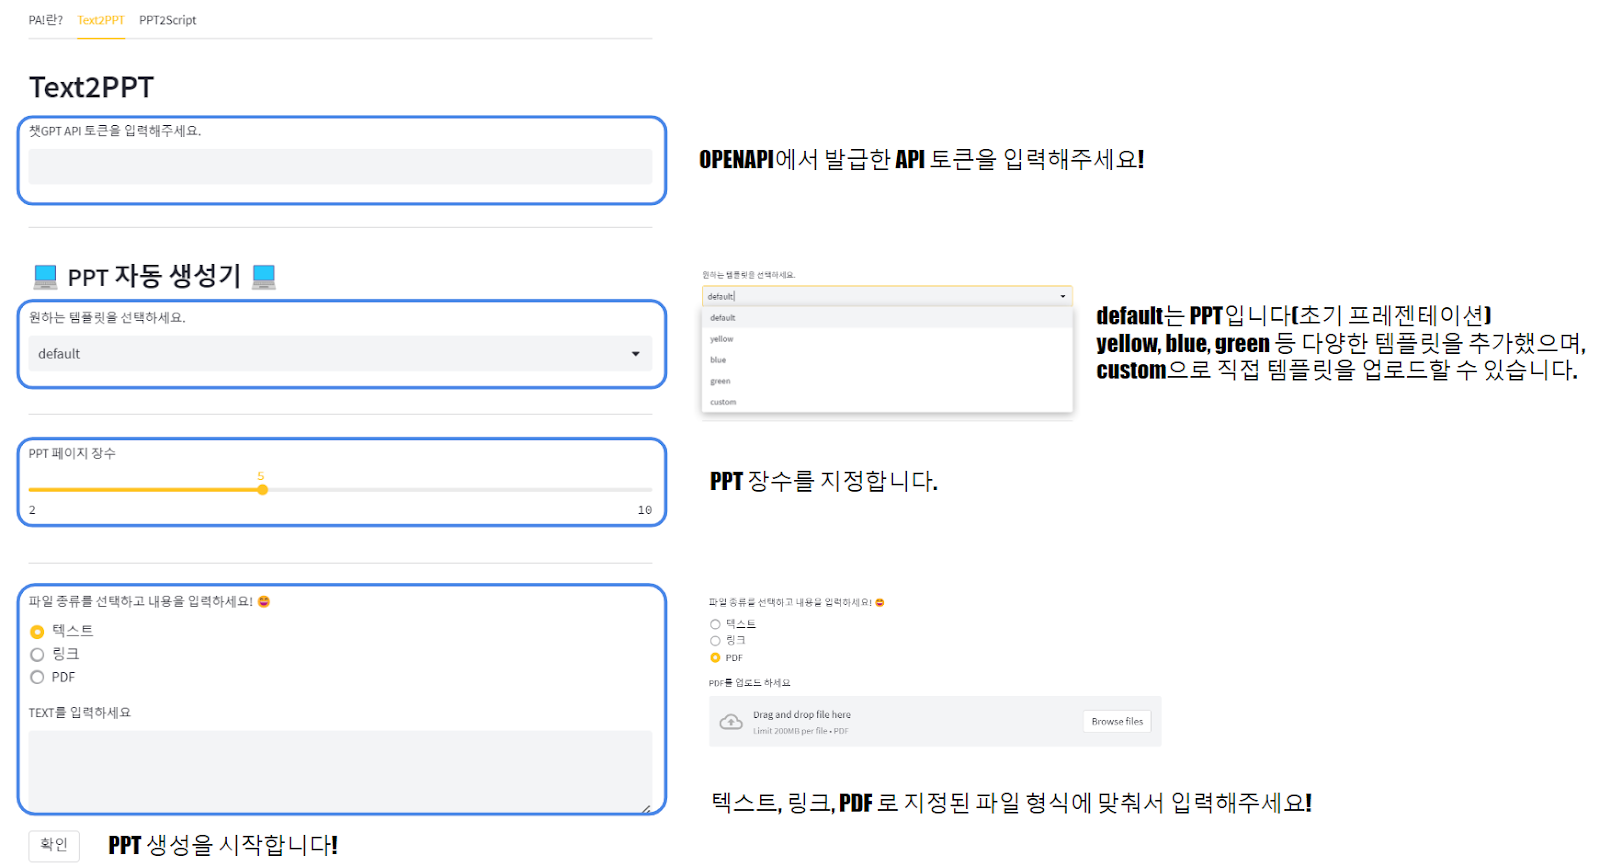 PAI란? Text2PPT PPT2Script
Text2PPT
챗GPT API 토큰을 입력해주세요.
OPENAPI에서 발급한 API 토큰을 입력해주세요!
💻 PPT 자동 생성기 💻
원하는 템플릿을 선택하세요.
default
원하는 템플릿을 선택하세요.
default
default
yellow
blue
green
custom
default는 PPT입니다(초기 프레젠테이션)
yellow, blue, green 등 다양한 템플릿을 추가했으며,
custom으로 직접 템플릿을 업로드할 수 있습니다.
PPT 페이지 장수
5
2 10
PPT 장수를 지정합니다.
파일 종류를 선택하고 내용을 입력하세요! 🤩
텍스트
링크
PDF
TEXT를 입력하세요
파일 종류를 선택하고 내용을 입력하세요! 🤩
텍스트
링크
PDF
PDF를 업로드 하세요
Drag and drop file here
Limit 200MB per file • PDF
Browse files
텍스트, 링크, PDF 로 지정된 파일 형식에 맞춰서 입력해주세요!
확인
PPT 생성을 시작합니다!